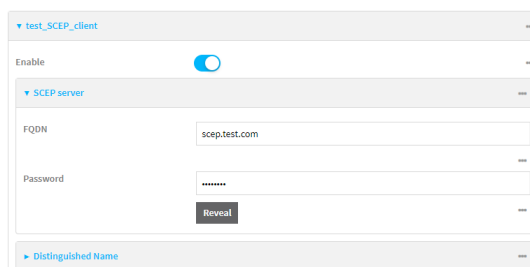 test_SCEP_client
Enable
SCEP server
FQDN
scep.test.com
Password
••••••••
Reveal
Distinguished Name